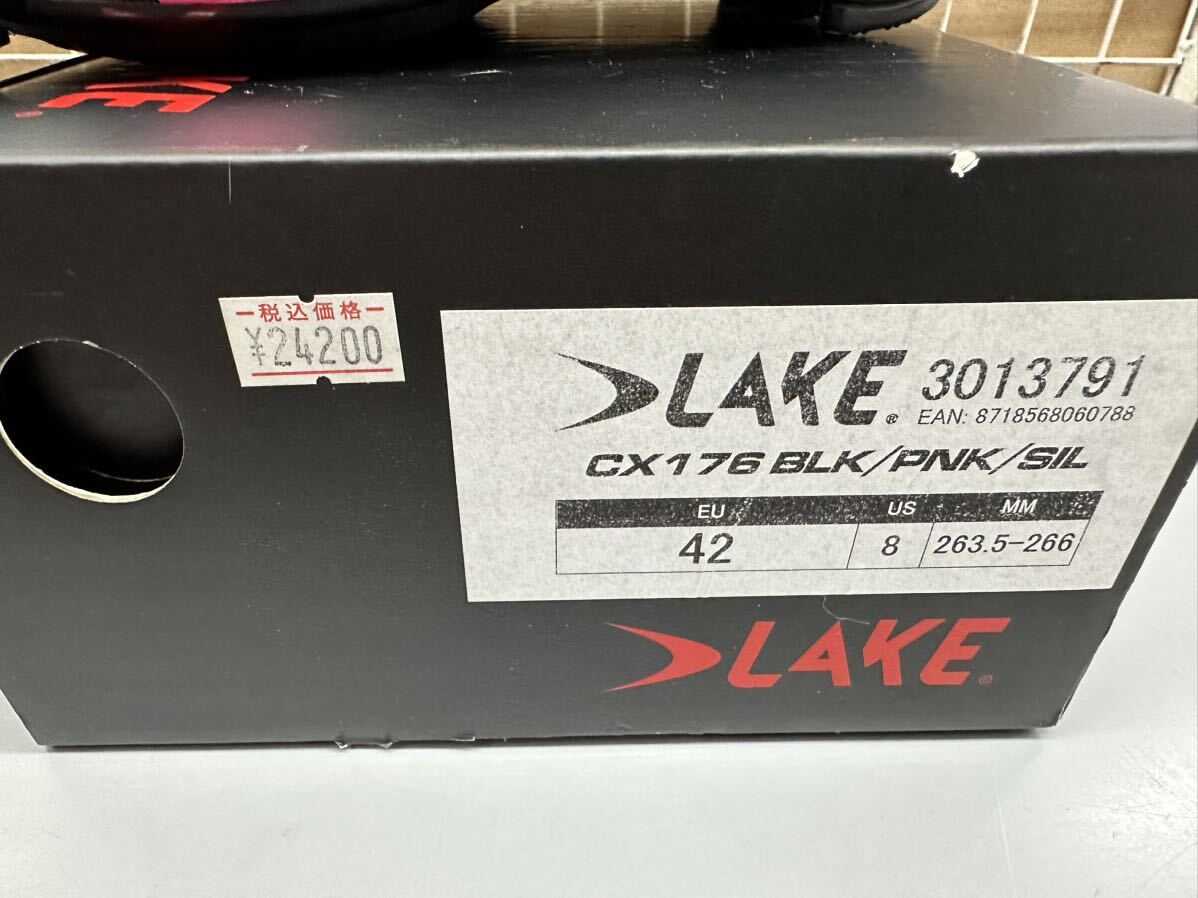 KE®
税込価格
¥24200
LAKE® 3013791
EAN: 8718568060788
CX176 BLK/PNK/SIL
EU US MM
42 8 263.5-266
LAKE®